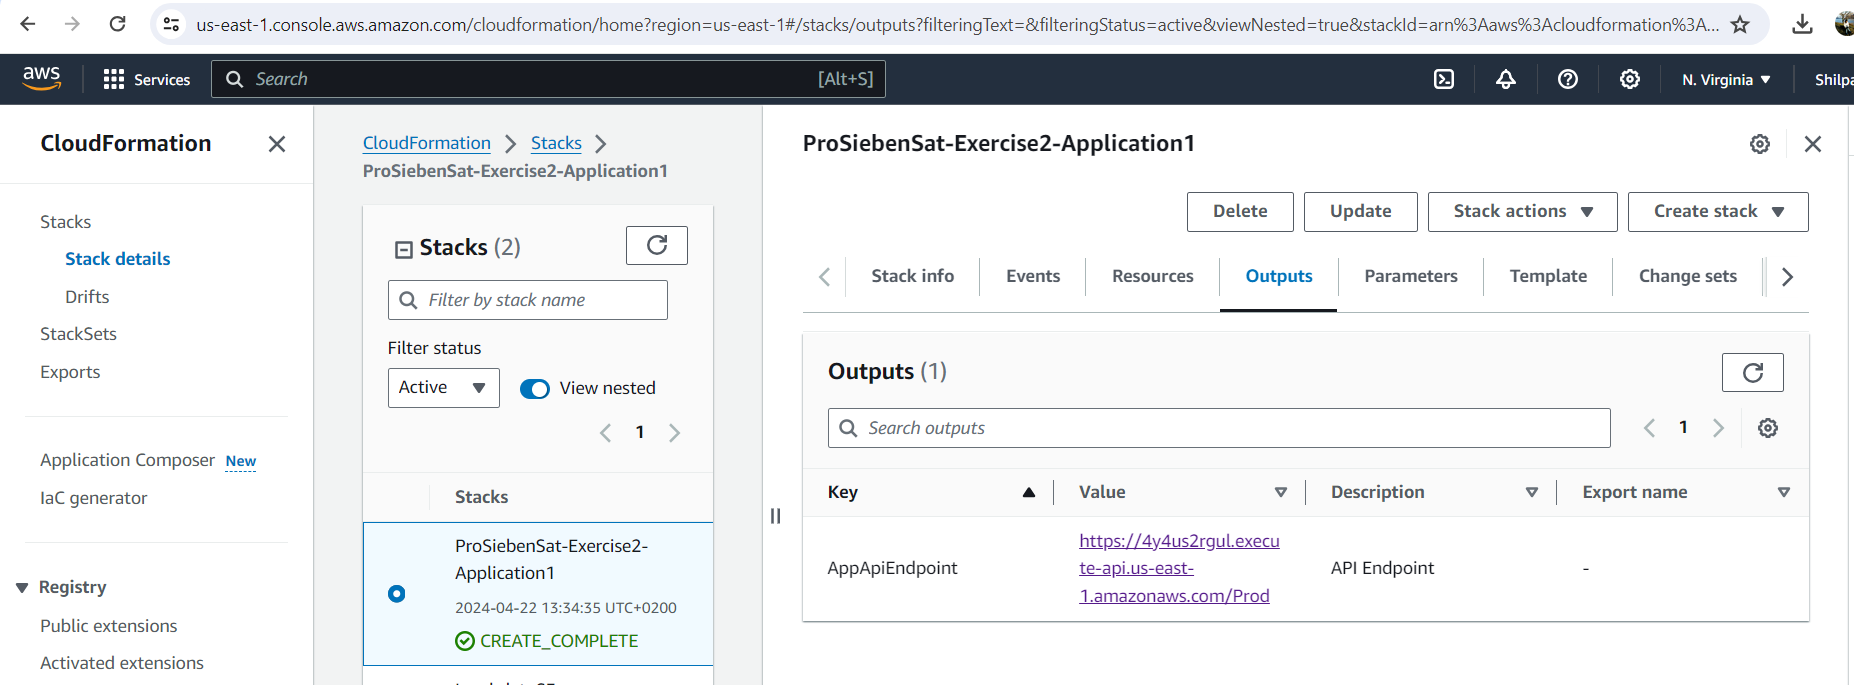 us-east-1.console.aws.amazon.com/cloudformation/home?region=us-east-1#/stacks/outputs?filteringText=&filteringStatus=active&viewNested=true&stackId=arn%3Aaws%3Acloudformation%3A...
aws
Services
Search
[Alt+S]
N. Virginia
Shilpa
CloudFormation
Stacks
Stack details
Drifts
StackSets
Exports
Application Composer New
IaC generator
Registry
Public extensions
Activated extensions
CloudFormation
Stacks
ProSiebenSat-Exercise2-Application1
Stacks (2)
Filter by stack name
Filter status
Active
View nested
1
Stacks
ProSiebenSat-Exercise2-
Application1
2024-04-22 13:34:35 UTC+0200
CREATE_COMPLETE
ProSiebenSat-Exercise2-Application1
Delete
Update
Stack actions
Create stack
Stack info
Events
Resources
Outputs
Parameters
Template
Change sets
Outputs (1)
Search outputs
1
Key
Value
Description
Export name
AppApiEndpoint
https://4y4us2rgul.execu
te-api.us-east-
1.amazonaws.com/Prod
API Endpoint
-